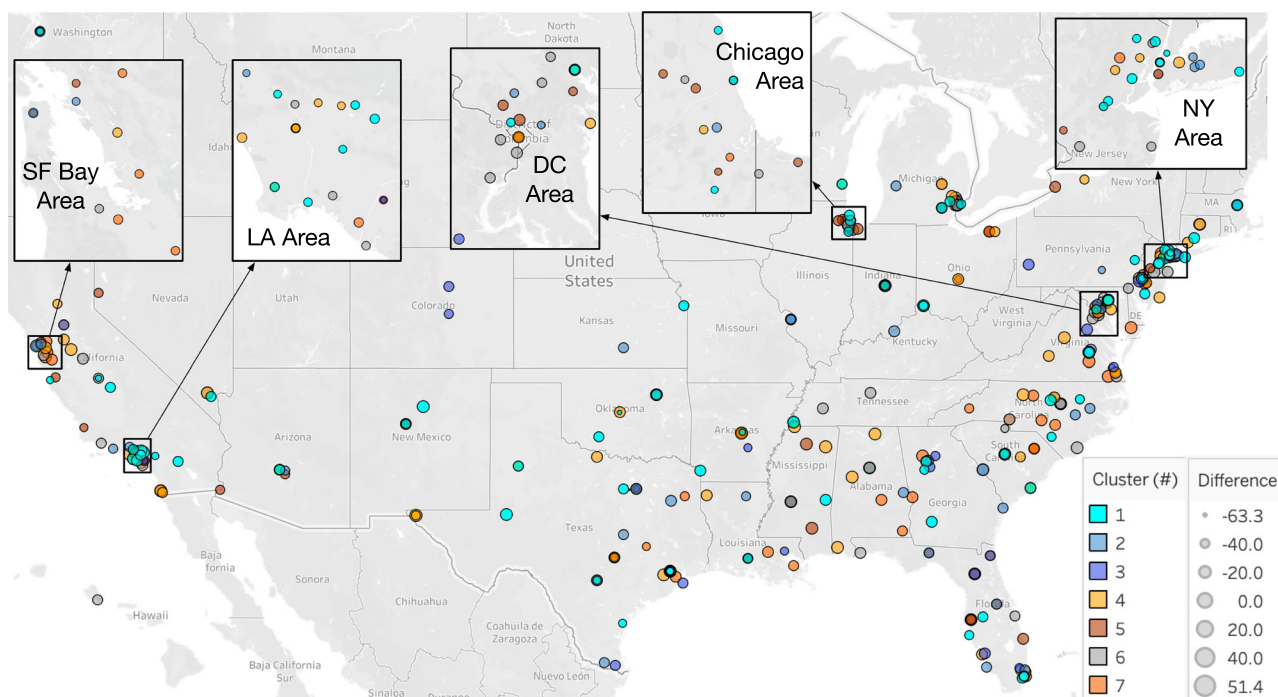 Washington
North
Dakota
Montana
Chicago
Area
NY
Area
SF Bay
Area
LA Area
DC
Area
New Jersey
Michigan
New York
MA
RI
Pennsylvania
United
States
Illinois
Indiana
Ohio
Nevada
Utah
Colorado
Kansas
Missouri
West
Virginia
DE
Kentucky
Virginia
Oklahoma
Tennessee
North
Carolina
Arizona
New Mexico
Arkansas
South
Mississippi
Alabama
Georgia
Texas
Louisiana
Baja
fornia
Sonora
Chihuahua
Florida
Hawaii
Coahuila de
Zaragoza
Baja California
Sur
Sinaloa
Nuevo León
Cluster (#)
1
2
3
4
5
6
7
Difference
-63.3
-40.0
-20.0
0.0
20.0
40.0
51.4